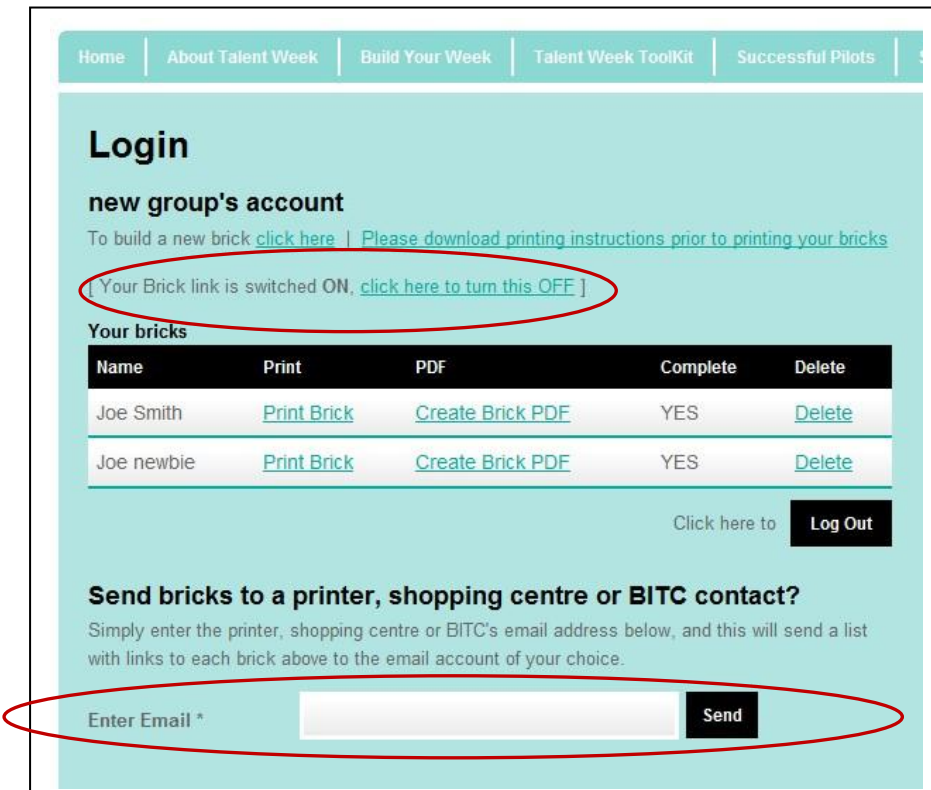 Home About Talent Week Build Your Week Talent Week ToolKit Successful Pilots
Login
new group's account
To build a new brick click here | Please download printing instructions prior to printing your bricks
[ Your Brick link is switched ON, click here to turn this OFF ]
Your bricks
Name Print PDF Complete Delete
Joe Smith Print Brick Create Brick PDF YES Delete
Joe newbie Print Brick Create Brick PDF YES Delete
Click here to Log Out
Send bricks to a printer, shopping centre or BITC contact?
Simply enter the printer, shopping centre or BITC's email address below, and this will send a list
with links to each brick above to the email account of your choice.
Enter Email * Send